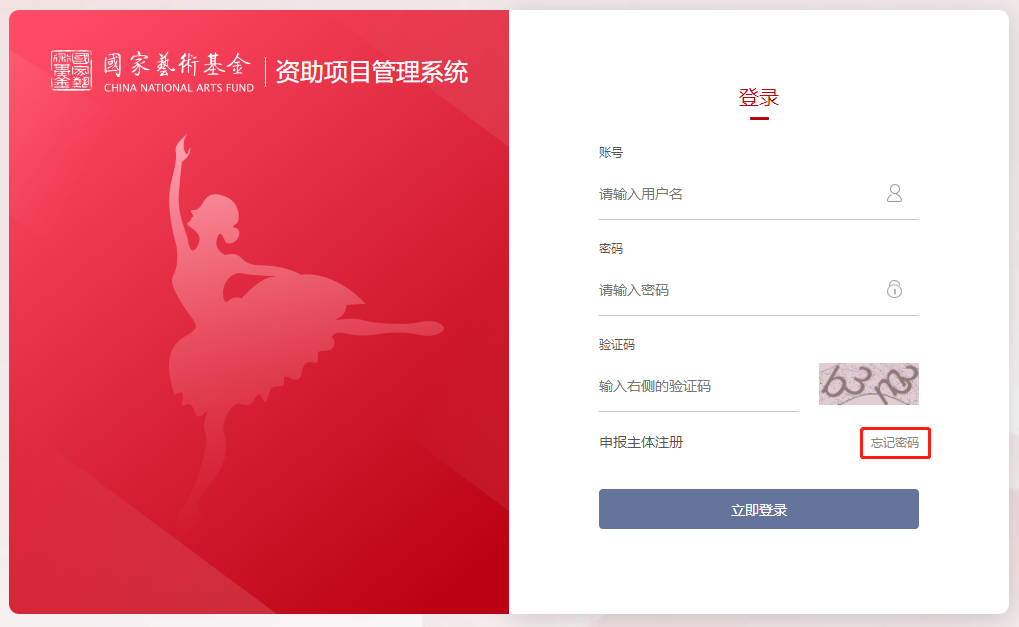 國家藝術基金
CHINA NATIONAL ARTS FUND
资助项目管理系统
登录
账号
请输入用户名
密码
请输入密码
验证码
输入右侧的验证码
申报主体注册
忘记密码
立即登录